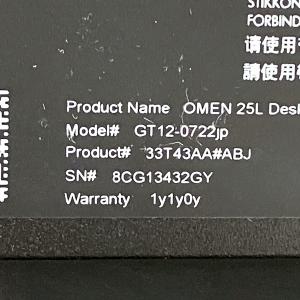 STIKKON
FORBIND
请使用
請使用
Product Name OMEN 25L Desk
Model# GT12-0722jp
Product# 33T43AA#ABJ
SN# 8CG13432GY
Warranty 1y1y0y